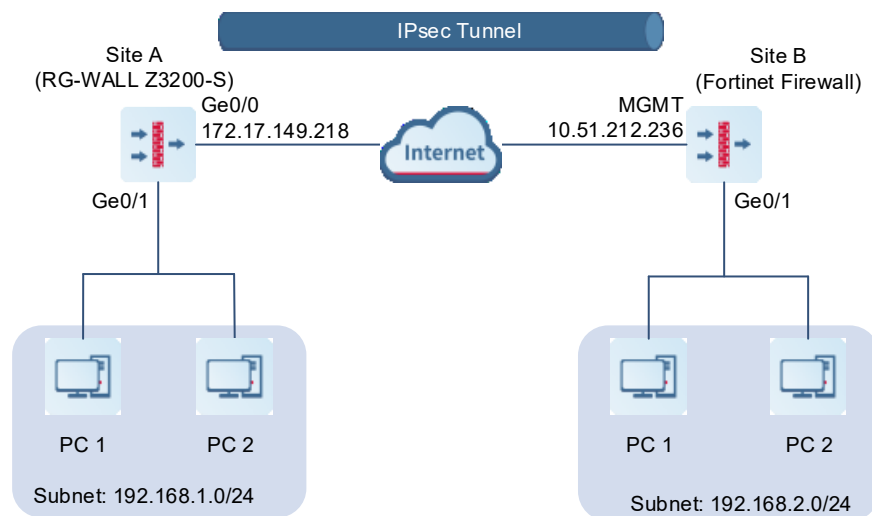 IPsec Tunnel
Site A
(RG-WALL Z3200-S)
Site B
(Fortinet Firewall)
Ge0/0
172.17.149.218
MGMT
10.51.212.236
Internet
Ge0/1
Ge0/1
PC 1
PC 2
PC 1
PC 2
Subnet: 192.168.1.0/24
Subnet: 192.168.2.0/24